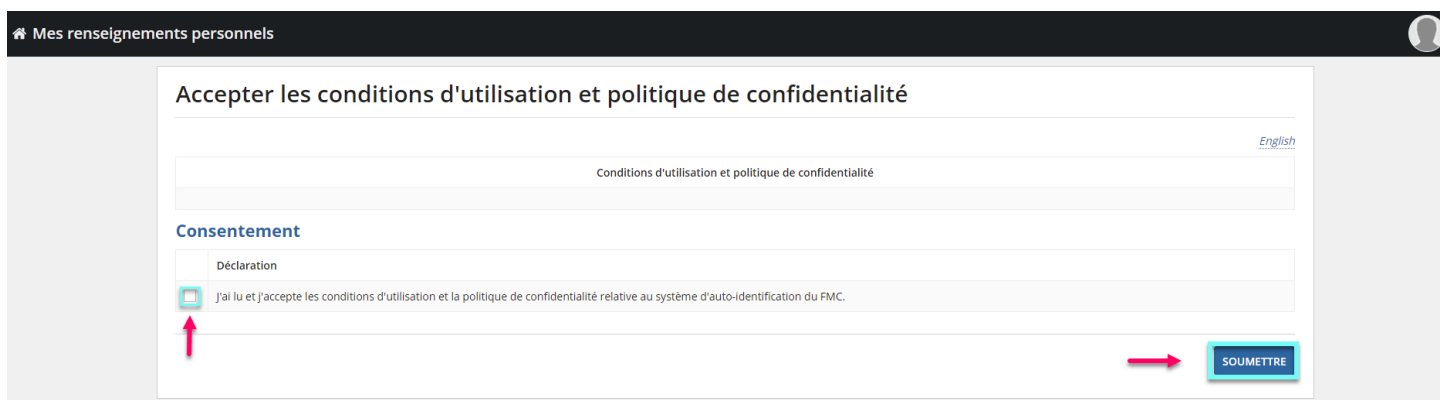 Mes renseignements personnels
Accepter les conditions d'utilisation et politique de confidentialité
English
Conditions d'utilisation et politique de confidentialité
Consentement
Déclaration
J'ai lu et j'accepte les conditions d'utilisation et la politique de confidentialité relative au système d'auto-identification du FMC.
SOUMETTRE